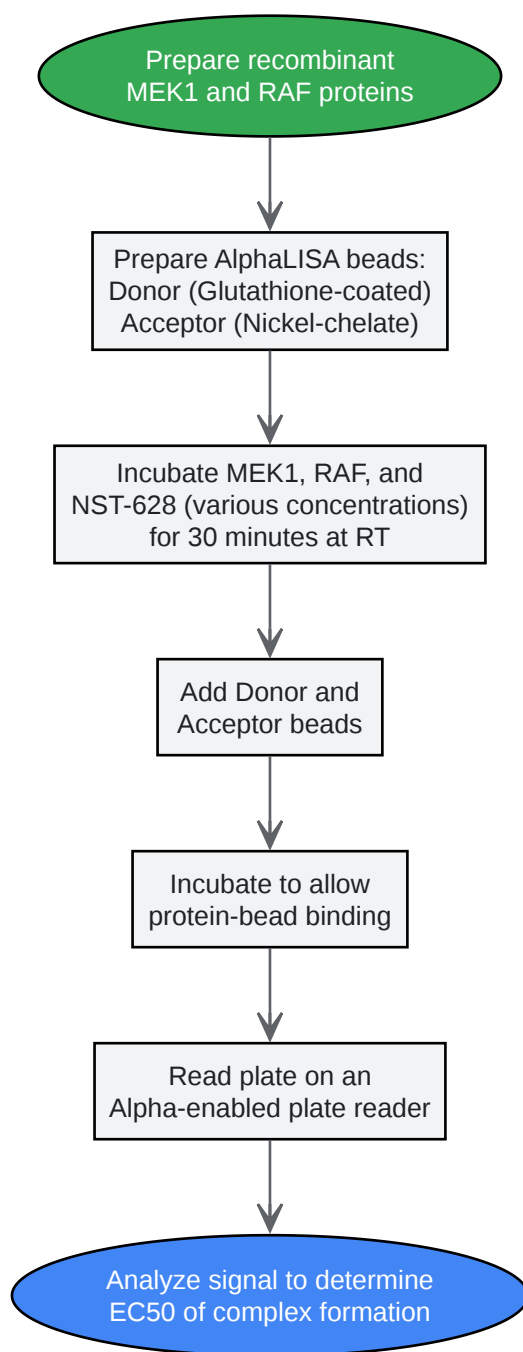 Prepare recombinant
MEK1 and RAF proteins
Prepare AlphaLISA beads:
Donor (Glutathione-coated)
Acceptor (Nickel-chelate)
Incubate MEK1, RAF, and
NST-628 (various concentrations)
for 30 minutes at RT
Add Donor and
Acceptor beads
Incubate to allow
protein-bead binding
Read plate on an
Alpha-enabled plate reader
Analyze signal to determine
EC50 of complex formation